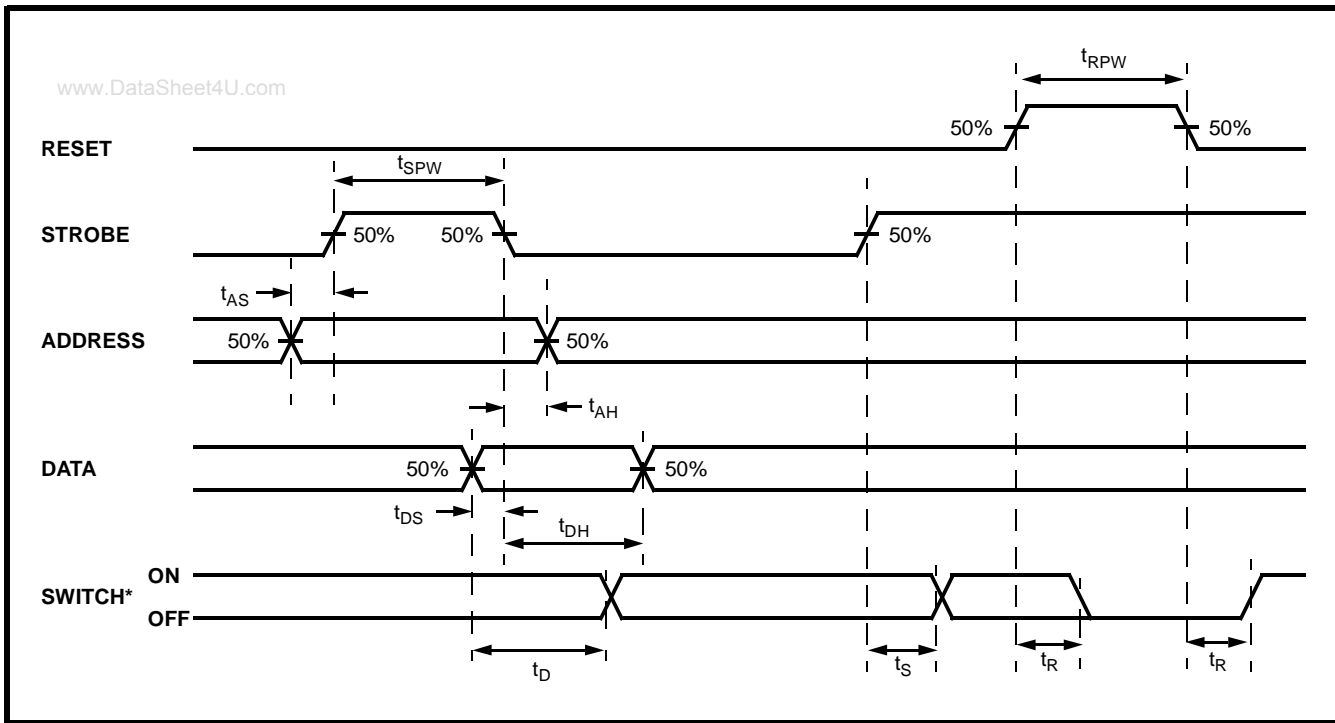 www.DataSheet4U.com
tRPW
50% 50%
RESET
tSPW
STROBE
50% 50% 50%
tAS
ADDRESS
50% 50%
tAH
DATA
50% 50%
tDS
tDH
ON
SWITCH*
OFF
tD
tS
tR
tR